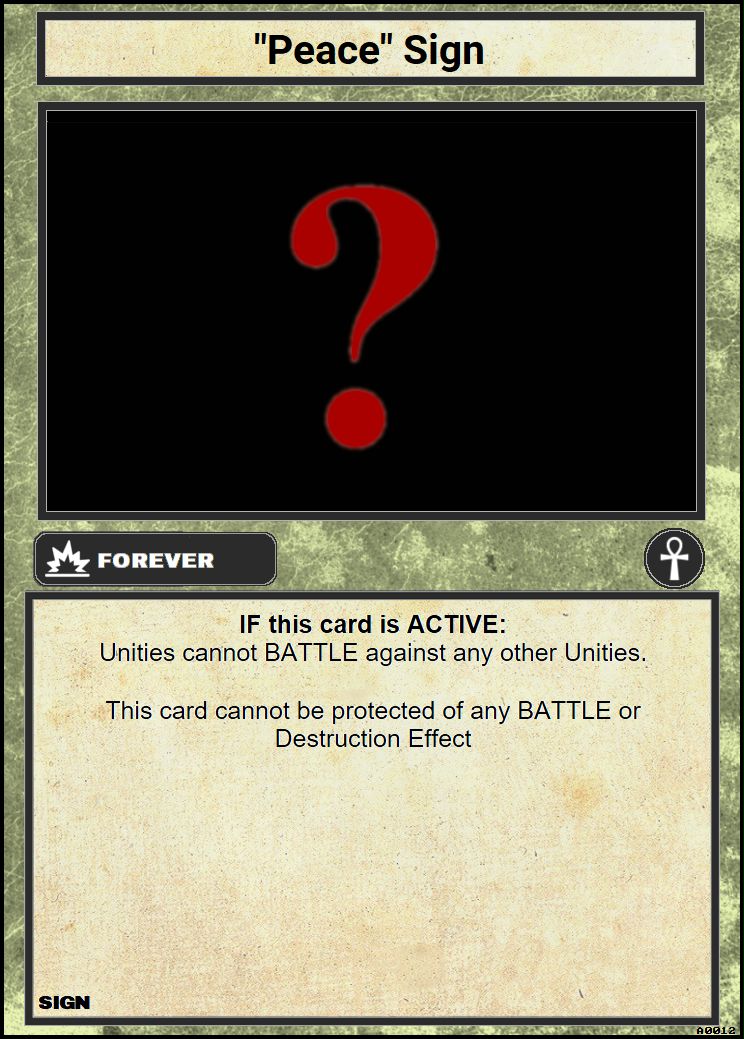 "Peace" Sign
?
FOREVER
IF this card is ACTIVE:
Unities cannot BATTLE against any other Unities.
This card cannot be protected of any BATTLE or
Destruction Effect
SIGN
A0012